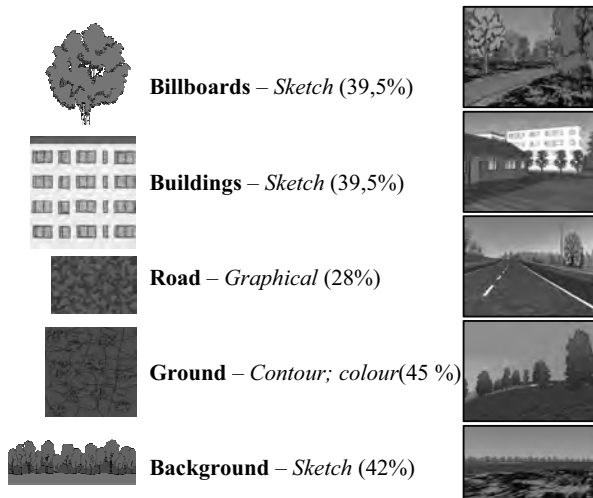 Billboards – Sketch (39,5%)
Buildings – Sketch (39,5%)
Road – Graphical (28%)
Ground – Contour; colour(45 %)
Background – Sketch (42%)